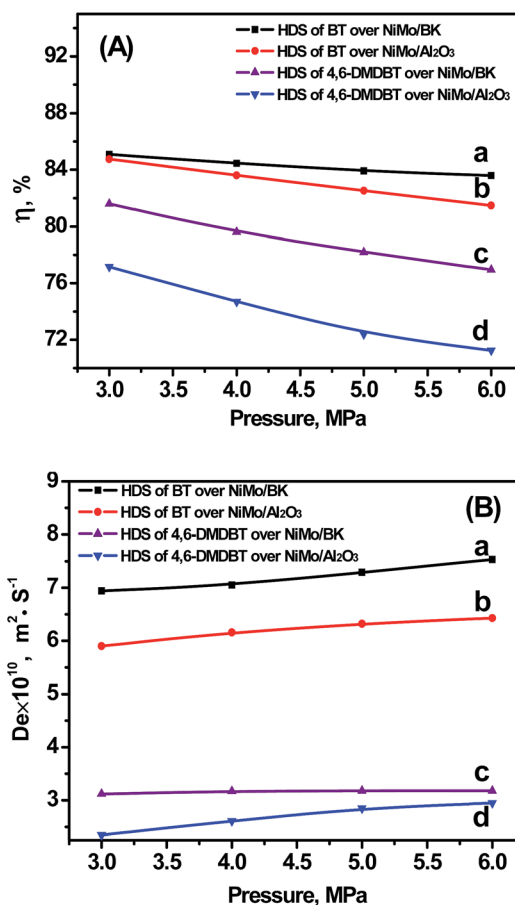 (A)
HDS of BT over NiMo/BK
HDS of BT over NiMo/Al₂O₃
HDS of 4,6-DMDBT over NiMo/BK
HDS of 4,6-DMDBT over NiMo/Al₂O₃
92
88
84
80
76
72
η, %
a
b
c
d
3.0 3.5 4.0 4.5 5.0 5.5 6.0
Pressure, MPa
(B)
HDS of BT over NiMo/BK
HDS of BT over NiMo/Al₂O₃
HDS of 4,6-DMDBT over NiMo/BK
HDS of 4,6-DMDBT over NiMo/Al₂O₃
9
8
7
6
5
4
3
De×10¹⁰, m²·S⁻¹
a
b
c
d
3.0 3.5 4.0 4.5 5.0 5.5 6.0
Pressure, MPa